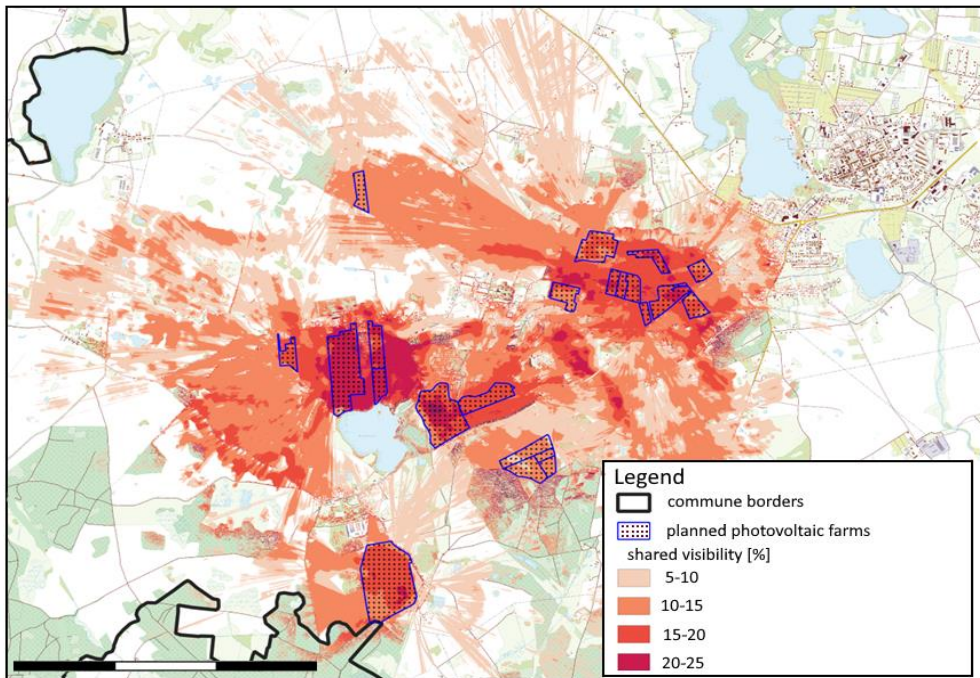 Legend
commune borders
planned photovoltaic farms
shared visibility [%]
5-10
10-15
15-20
20-25